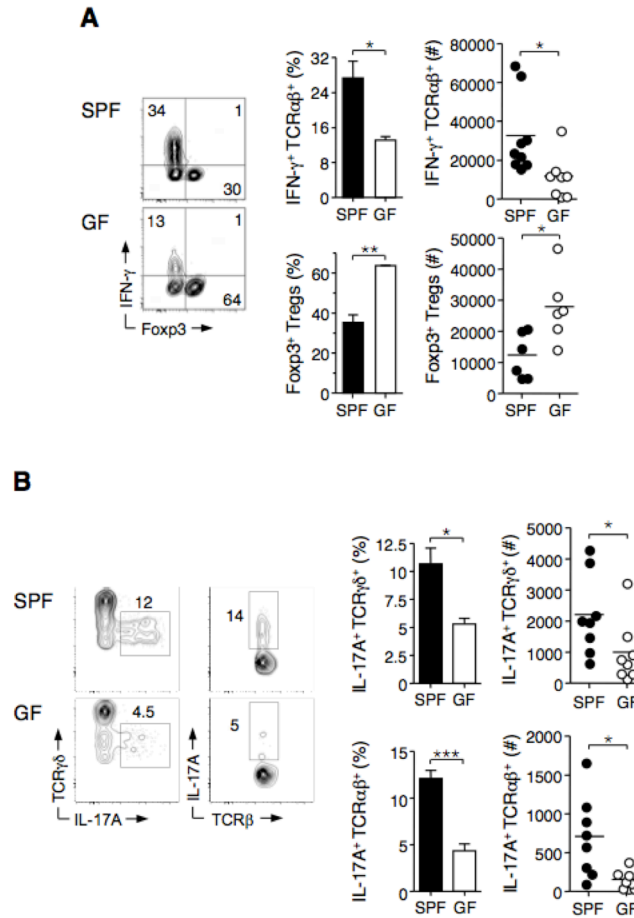 A
SPF
34
1
30
GF
13
1
64
IFN-γ
Foxp3
IFN-γ⁺ TCRαβ⁺ (%)
32
24
16
8
0
SPF GF
*
IFN-γ⁺ TCRαβ⁺ (#)
80000
60000
40000
20000
0
SPF GF
*
Foxp3⁺ Tregs (%)
60
40
20
0
SPF GF
**
Foxp3⁺ Tregs (#)
50000
40000
30000
20000
10000
0
SPF GF
*
B
SPF
12
14
GF
4.5
5
TCRγδ
IL-17A
IL-17A
TCRβ
IL-17A⁺ TCRγδ⁺ (%)
12.5
10
7.5
5
2.5
0
SPF GF
*
IL-17A⁺ TCRγδ⁺ (#)
5000
4000
3000
2000
1000
0
SPF GF
*
IL-17A⁺ TCRαβ⁺ (%)
15
10
5
0
SPF GF
***
IL-17A⁺ TCRαβ⁺ (#)
2000
1500
1000
500
0
SPF GF
*